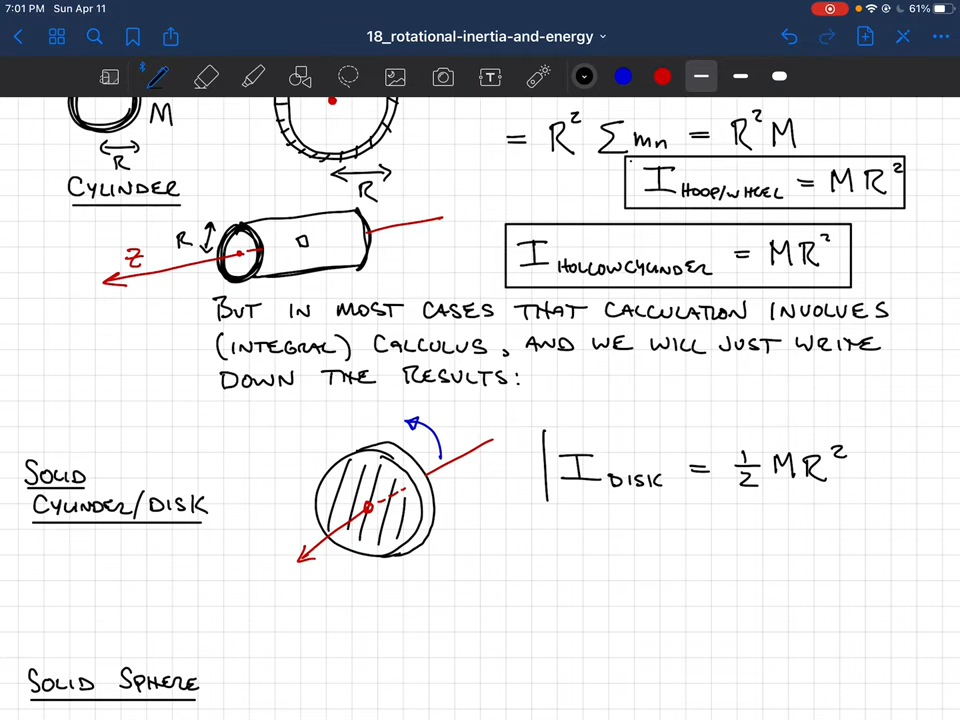 7:01 PM Sun Apr 11
61%
18_rotational-inertia-and-energy
M
R
R
= R² Σ mn = R² M
I HOOP/WHEEL = MR²
CYLINDER
R
Z
I HOLLOW CYLINDER = MR²
BUT IN MOST CASES THAT CALCULATION INVOLVES
(INTEGRAL) CALCULUS, AND WE WILL JUST WRITE
DOWN THE RESULTS:
SOLID
CYLINDER/DISK
I DISK = ½ MR²
SOLID SPHERE